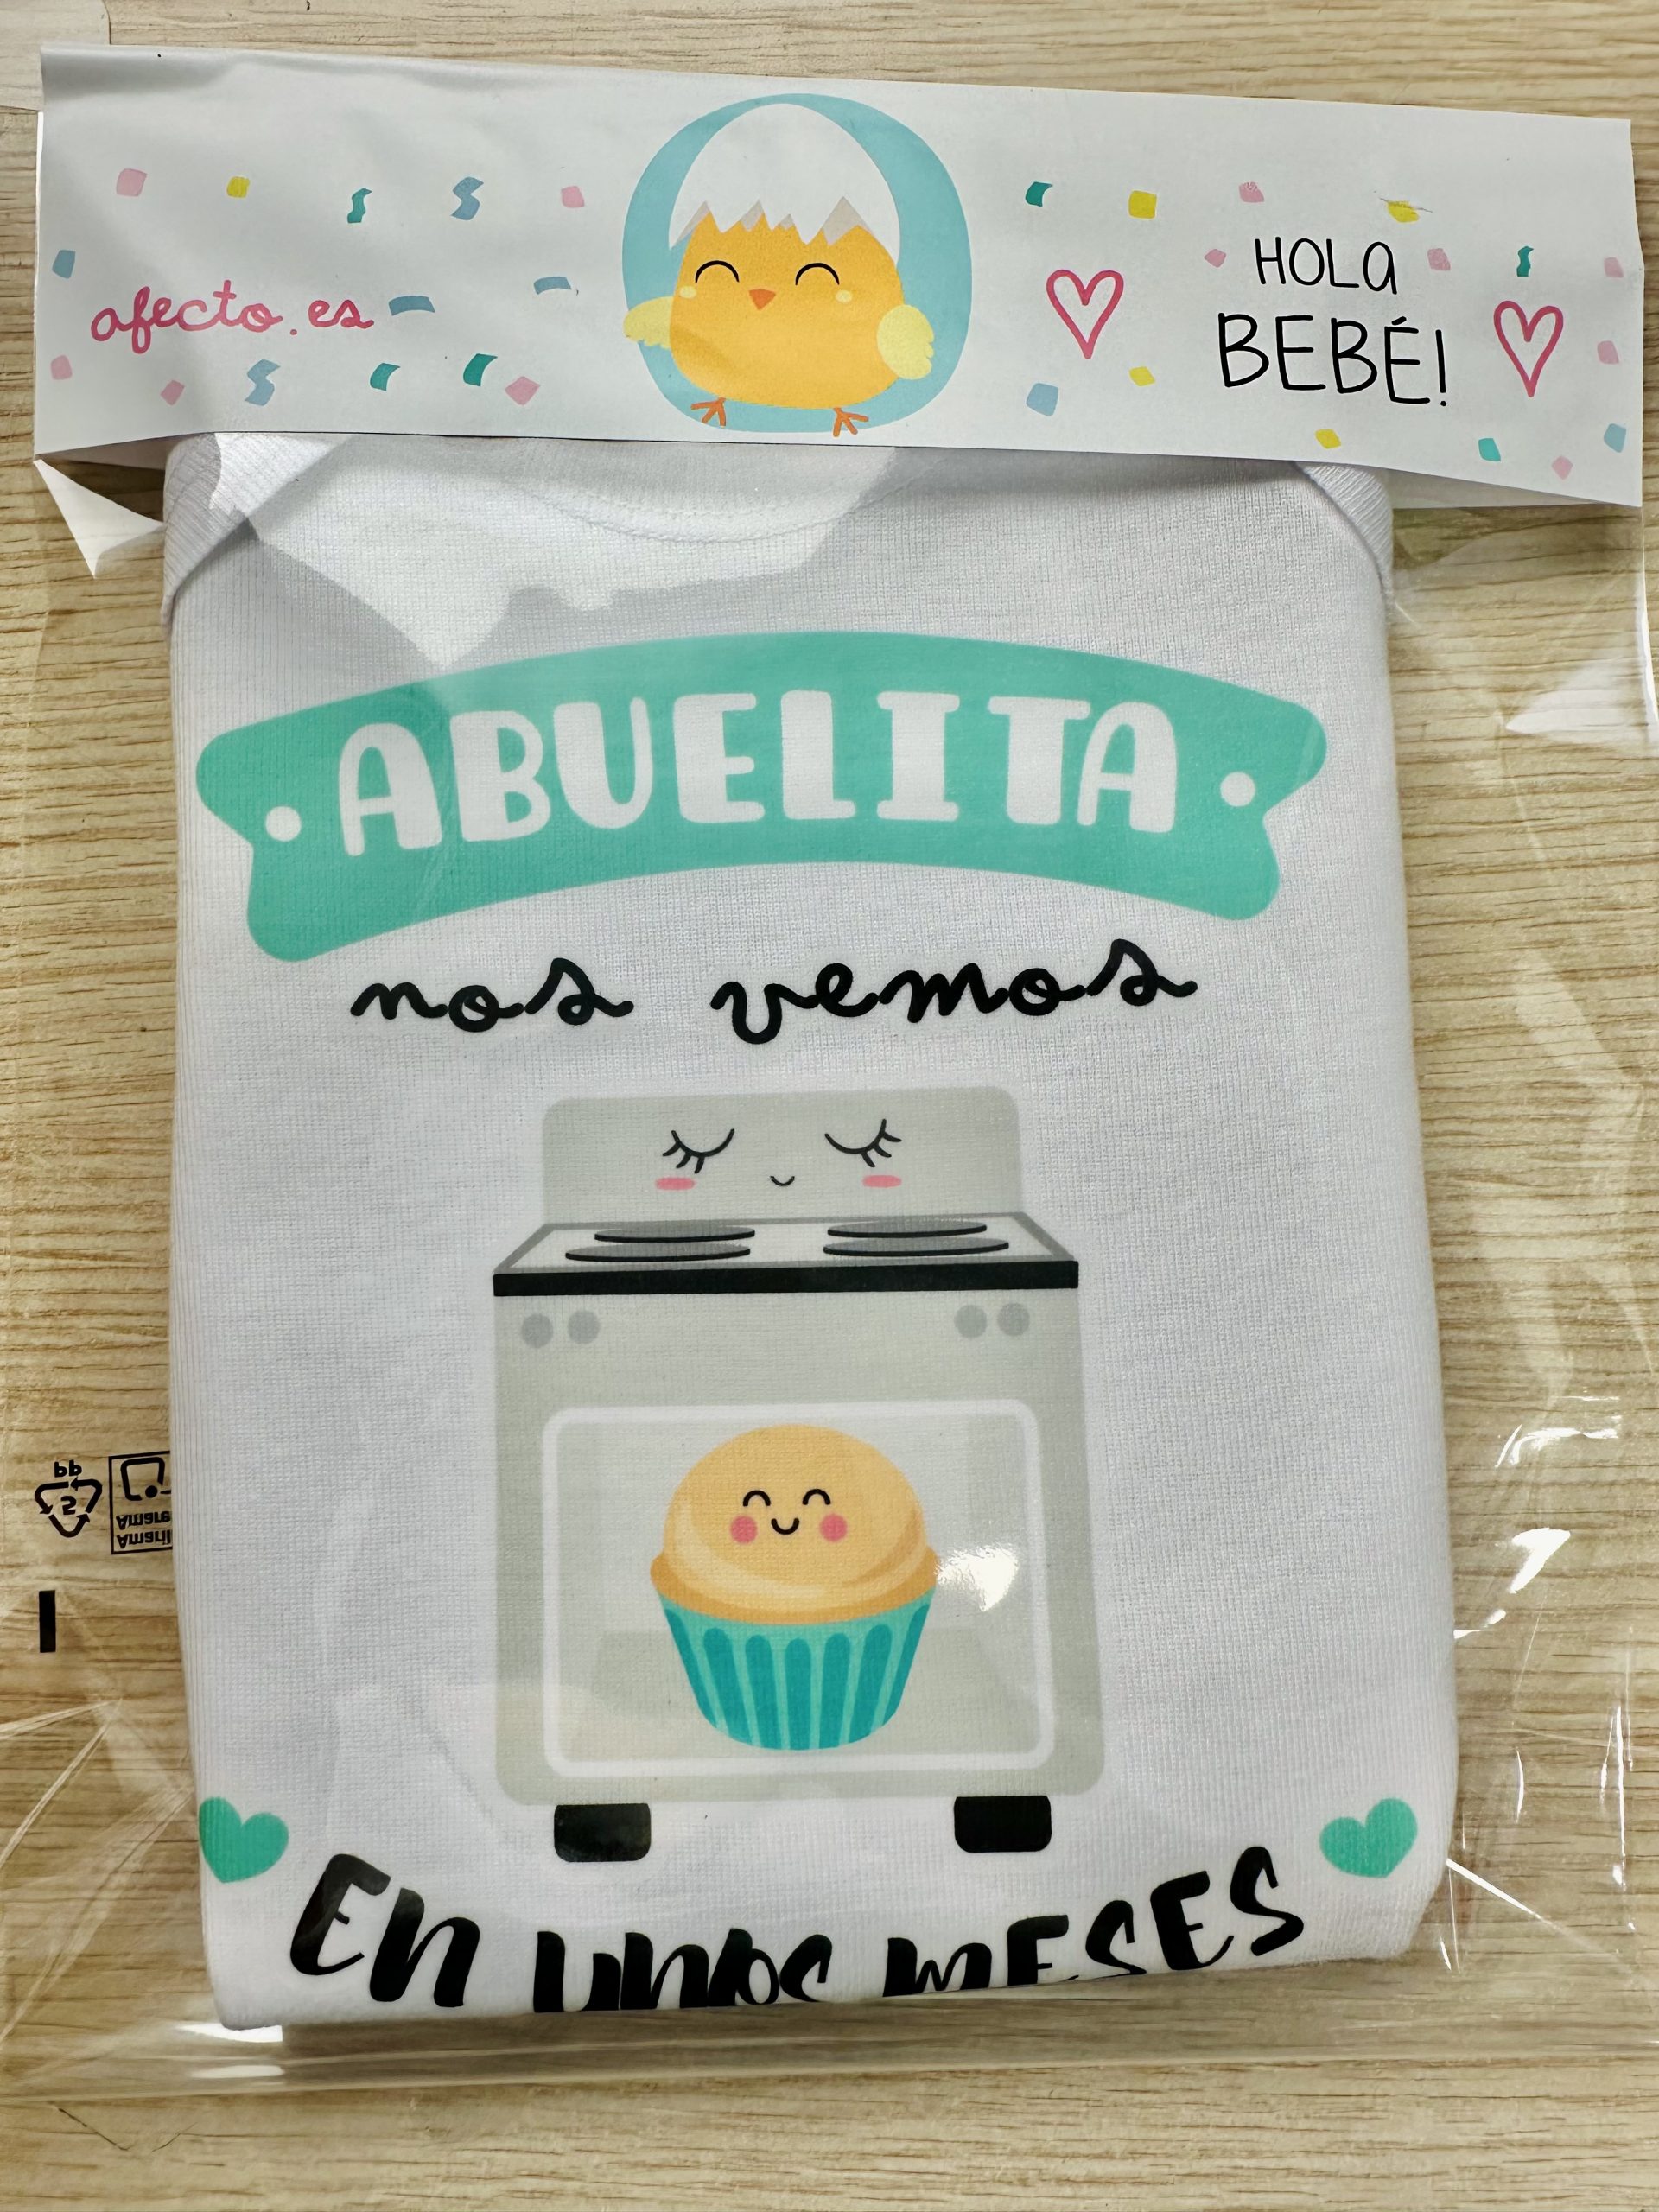 afecto.es
HOLA
BEBÉ!
ABUELITA
nos vemos
EN UNOS MESES